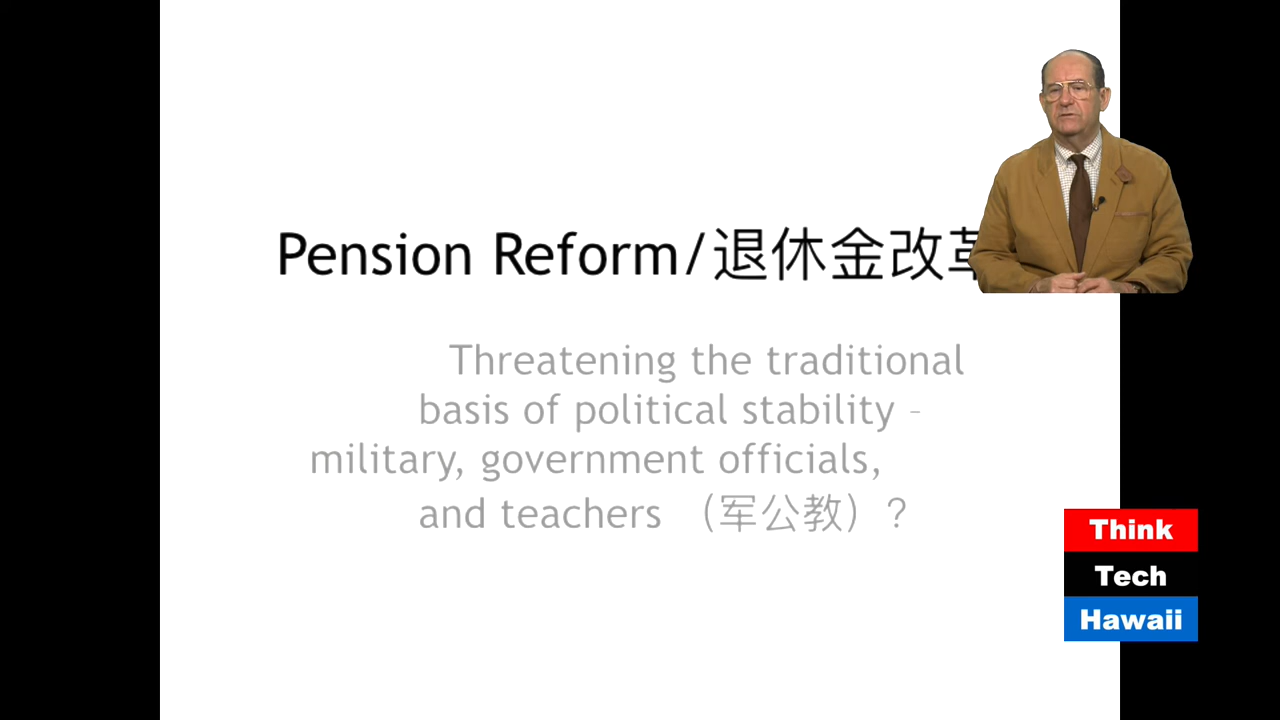 Pension Reform/退休金改革
Threatening the traditional
basis of political stability –
military, government officials,
and teachers （军公教）?
Think
Tech
Hawaii